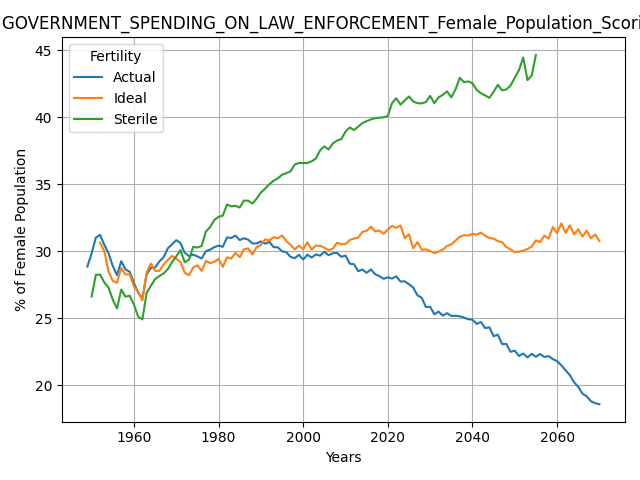 GOVERNMENT_SPENDING_ON_LAW_ENFORCEMENT_Female_Population_Scori
Fertility
Actual
Ideal
Sterile
% of Female Population
45
40
35
30
25
20
1960
1980
2000
2020
2040
2060
Years